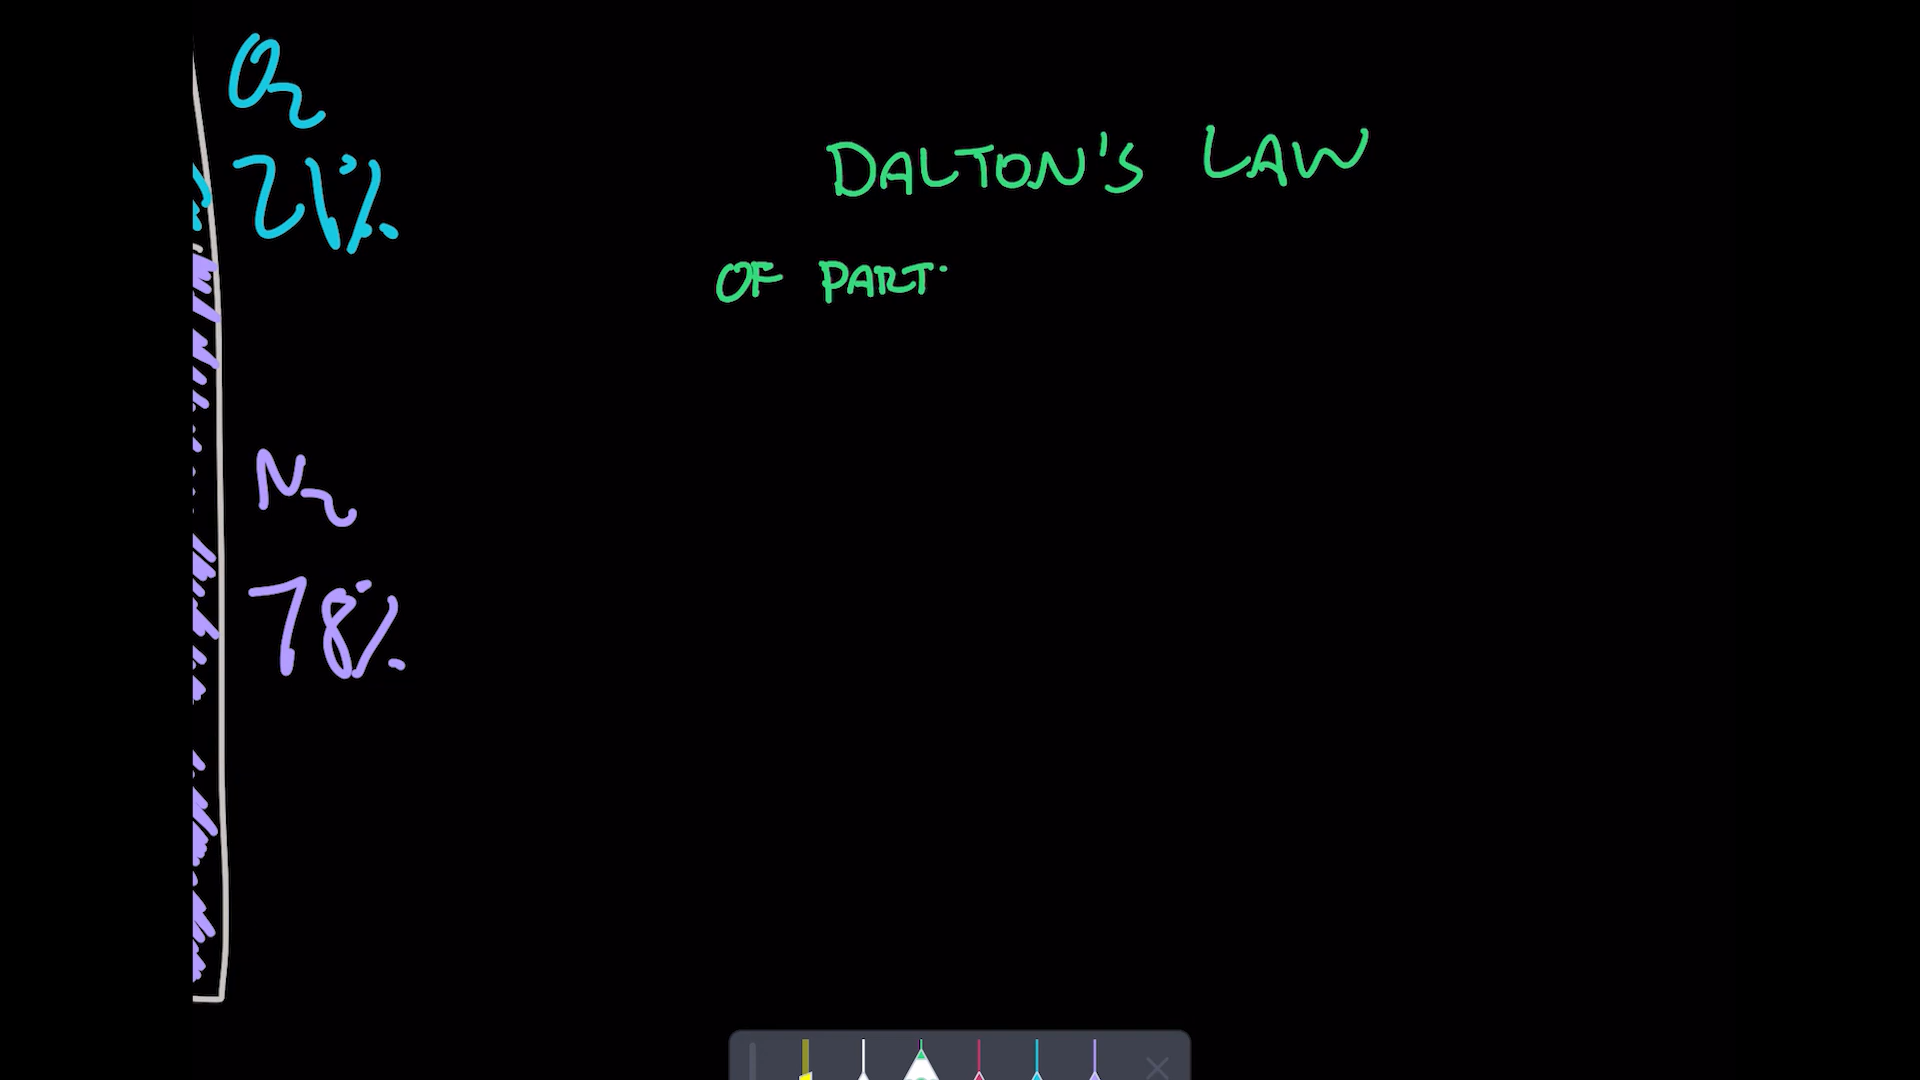 O₂
21%
DALTON'S LAW
OF PART
N₂
78%